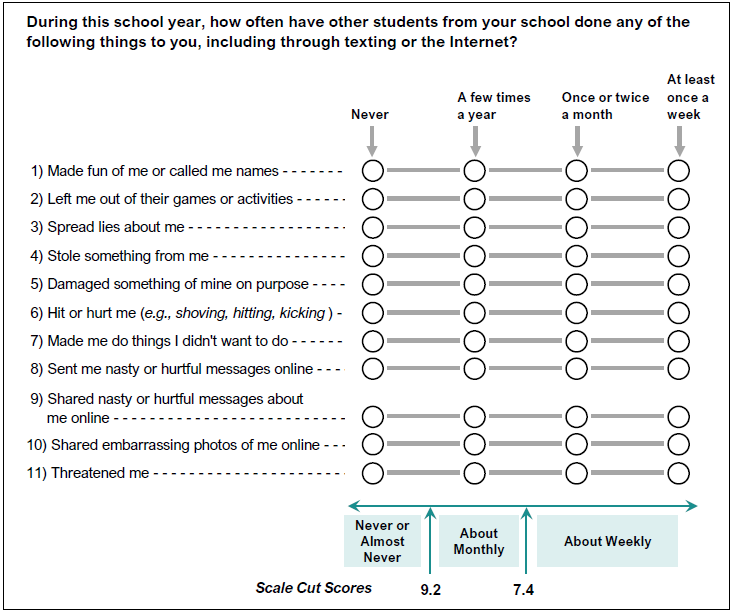 During this school year, how often have other students from your school done any of the
following things to you, including through texting or the Internet?
Never
A few times
a year
Once or twice
a month
At least
once a
week
1) Made fun of me or called me names - - - - - - -
2) Left me out of their games or activities - - - - - -
3) Spread lies about me - - - - - - - - - - - - - - - - - -
4) Stole something from me - - - - - - - - - - - - - - -
5) Damaged something of mine on purpose - - - -
6) Hit or hurt me (e.g., shoving, hitting, kicking ) -
7) Made me do things I didn't want to do - - - - - -
8) Sent me nasty or hurtful messages online - - -
9) Shared nasty or hurtful messages about
me online - - - - - - - - - - - - - - - - - - - - - - - - - -
10) Shared embarrassing photos of me online - - -
11) Threatened me - - - - - - - - - - - - - - - - - - - - - -
Never or
Almost
Never
About
Monthly
About Weekly
Scale Cut Scores 9.2 7.4